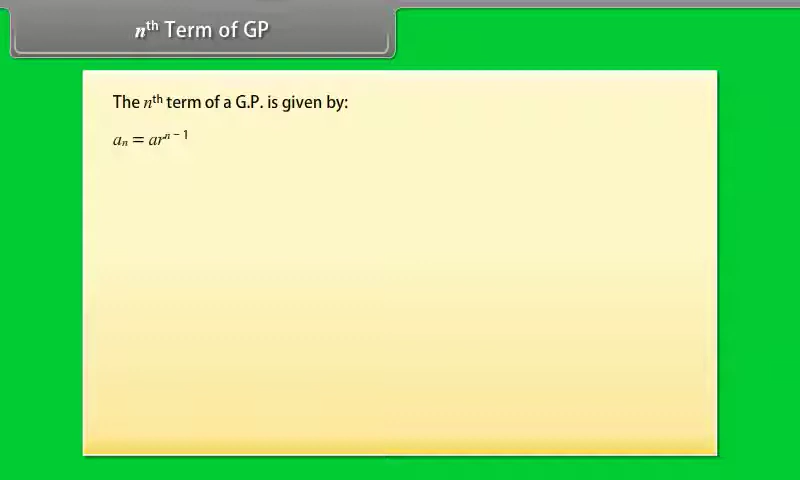 nᵗʰ Term of GP
The nᵗʰ term of a G.P. is given by:
aₙ = arⁿ⁻¹